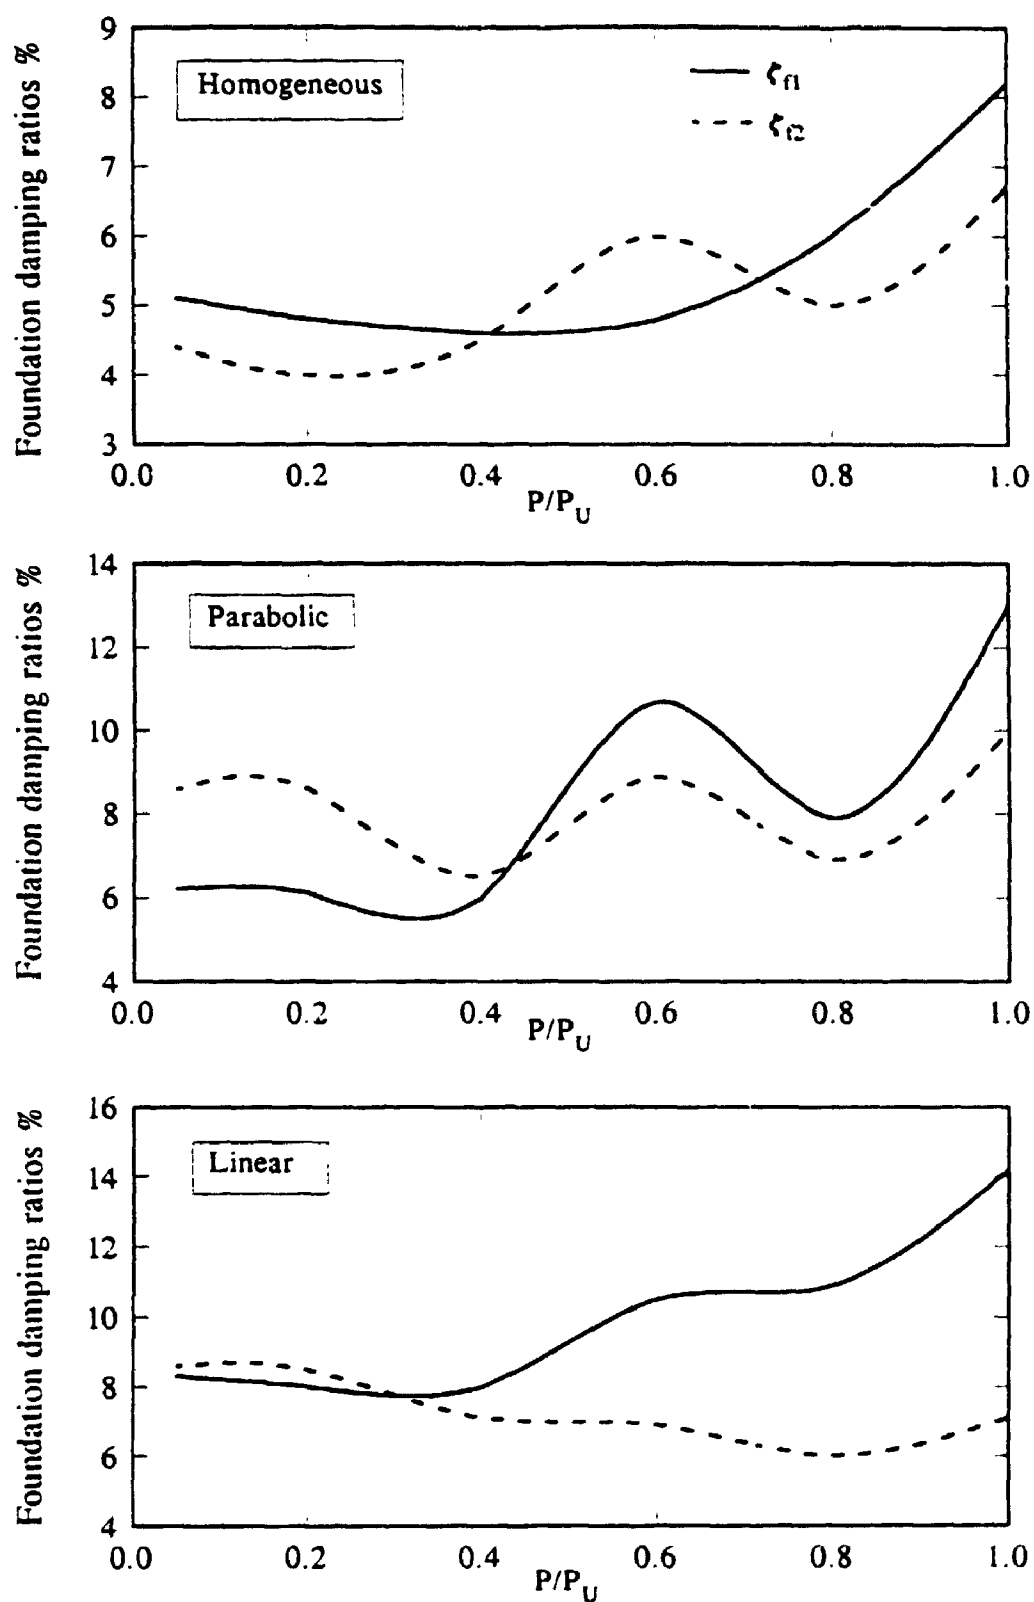 Foundation damping ratios %
9
8
7
6
5
4
3
Homogeneous
ζf1
ζf2
0.0 0.2 0.4 0.6 0.8 1.0
P/PU
Foundation damping ratios %
14
12
10
8
6
4
Parabolic
0.0 0.2 0.4 0.6 0.8 1.0
P/PU
Foundation damping ratios %
16
14
12
10
8
6
4
Linear
0.0 0.2 0.4 0.6 0.8 1.0
P/PU